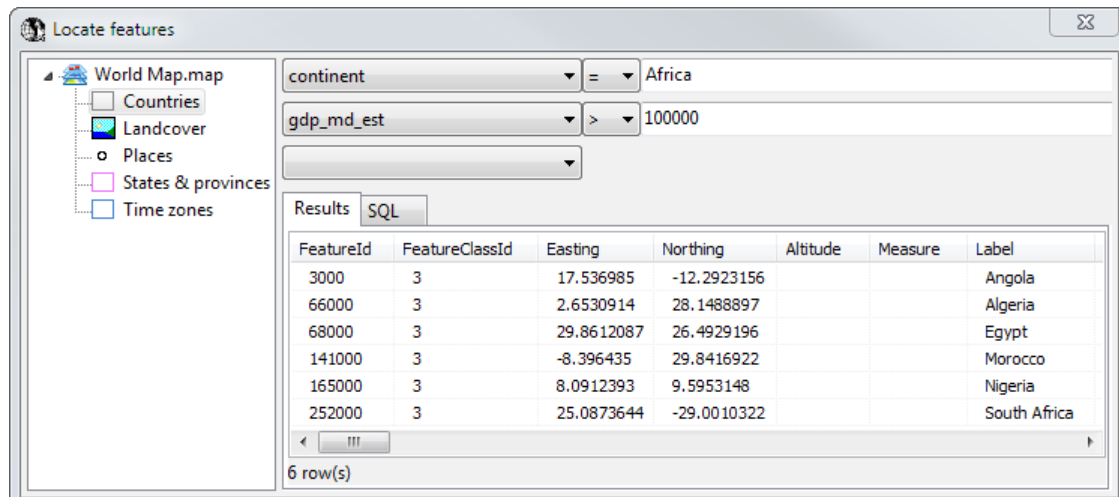 Locate features
World Map.map
Countries
Landcover
Places
States & provinces
Time zones
continent = Africa
gdp_md_est > 100000
Results SQL
FeatureId FeatureClassId Easting Northing Altitude Measure Label
3000 3 17.536985 -12.2923156 Angola
66000 3 2.6530914 28.1488897 Algeria
68000 3 29.8612087 26.4929196 Egypt
141000 3 -8.396435 29.8416922 Morocco
165000 3 8.0912393 9.5953148 Nigeria
252000 3 25.0873644 -29.0010322 South Africa
6 row(s)